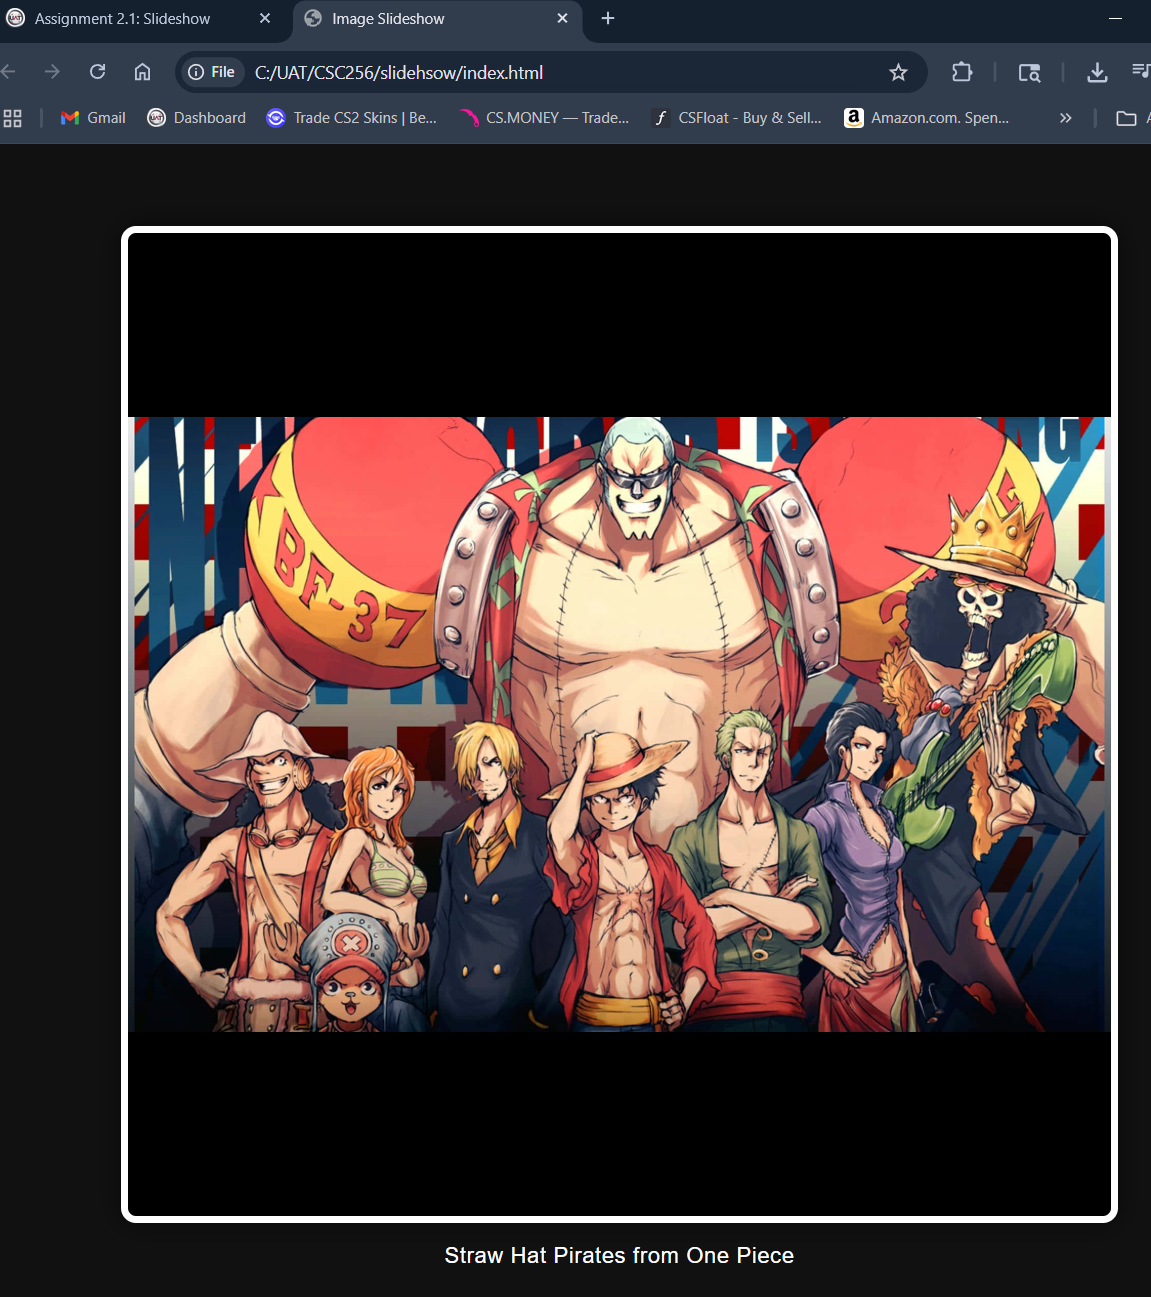 Assignment 2.1: Slideshow
Image Slideshow
File C:/UAT/CSC256/slidehsow/index.html
Gmail Dashboard Trade CS2 Skins | Be... CS.MONEY — Trade... CSFloat - Buy & Sell... Amazon.com. Spen...
BF-37
Straw Hat Pirates from One Piece